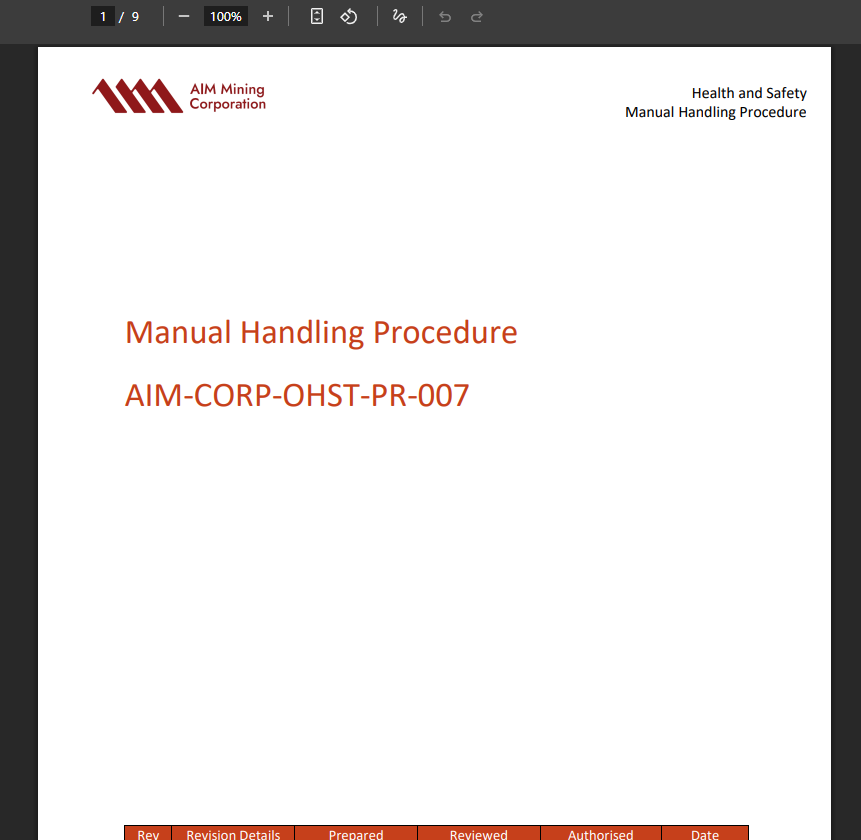 1 / 9
100%
AIM Mining
Corporation
Health and Safety
Manual Handling Procedure
Manual Handling Procedure
AIM-CORP-OHST-PR-007
Rev Revision Details Prepared Reviewed Authorised Date